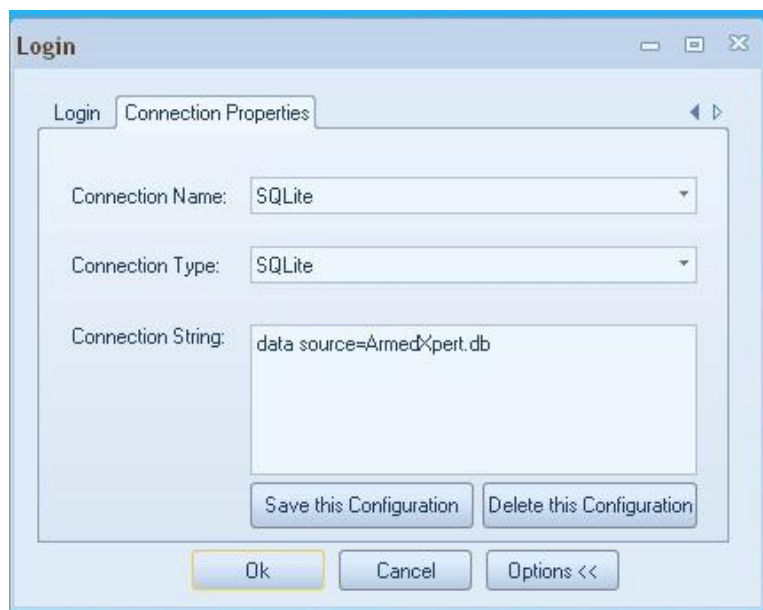 Login
Login Connection Properties
Connection Name: SQLite
Connection Type: SQLite
Connection String: data source=ArmedXpert.db
Save this Configuration Delete this Configuration
Ok Cancel Options <<